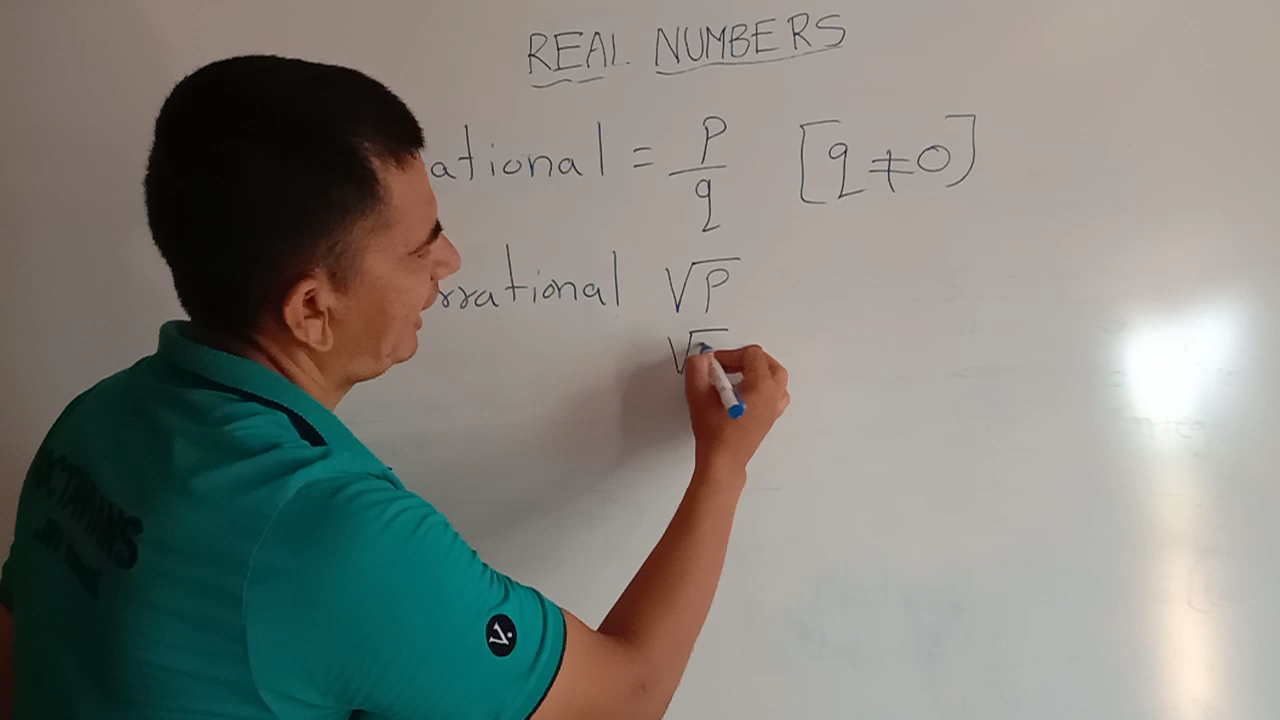 REAL NUMBERS
ational = p/q [q≠0]
rrational √P
√